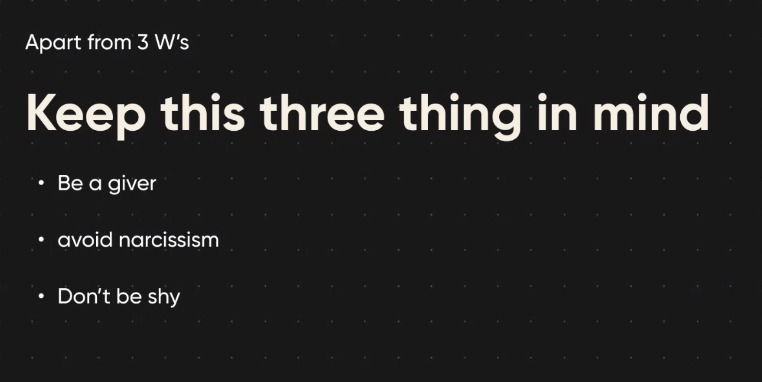 Apart from 3 W's
Keep this three thing in mind
• Be a giver
• avoid narcissism
• Don't be shy